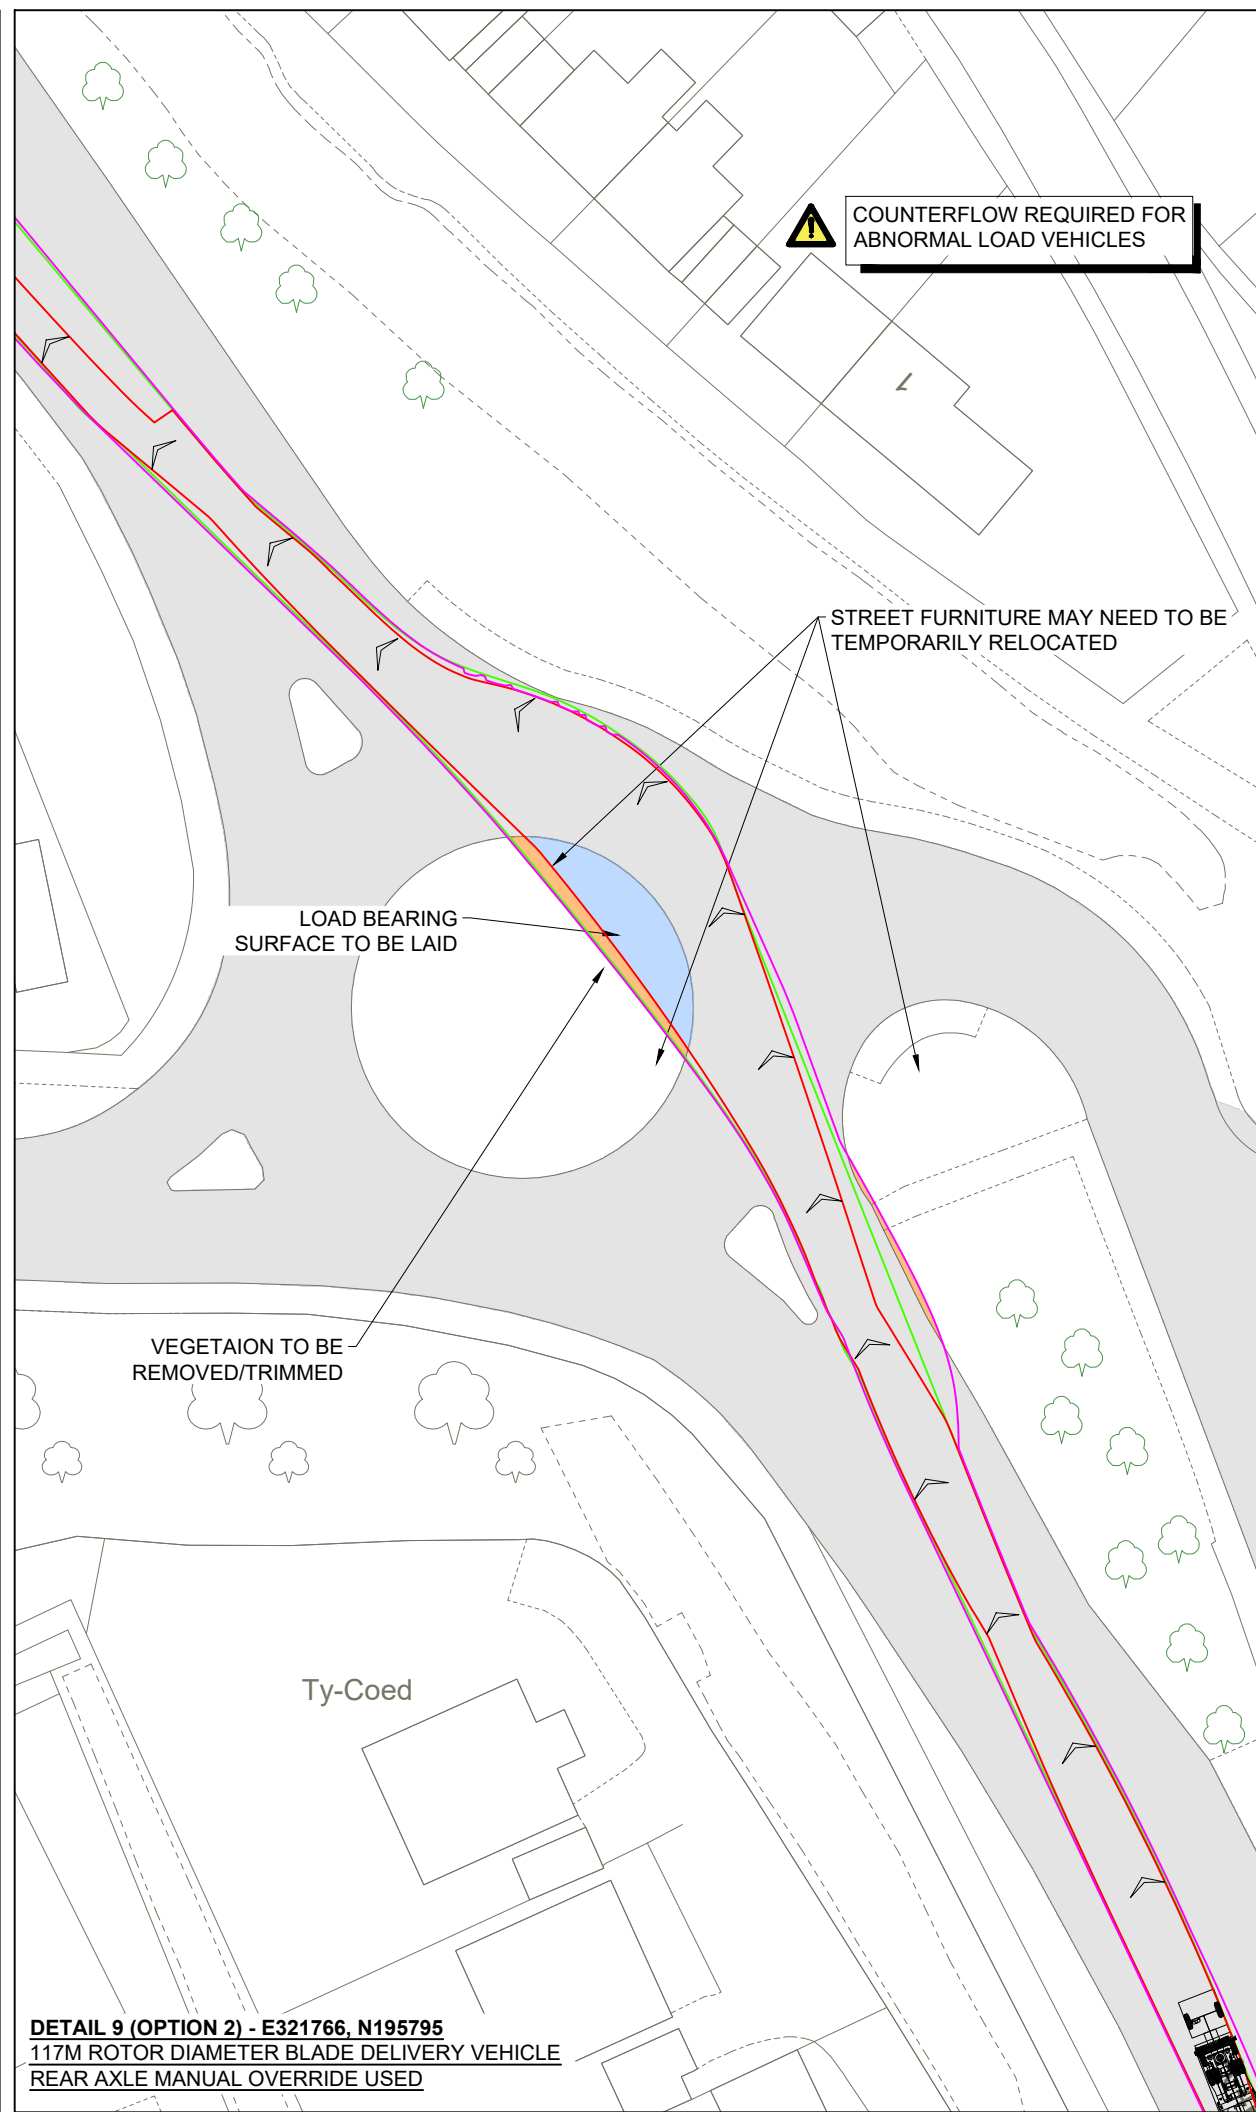 COUNTERFLOW REQUIRED FOR
ABNORMAL LOAD VEHICLES
1
STREET FURNITURE MAY NEED TO BE
TEMPORARILY RELOCATED
LOAD BEARING
SURFACE TO BE LAID
VEGETAION TO BE
REMOVED/TRIMMED
Ty-Coed
DETAIL 9 (OPTION 2) - E321766, N195795
117M ROTOR DIAMETER BLADE DELIVERY VEHICLE
REAR AXLE MANUAL OVERRIDE USED